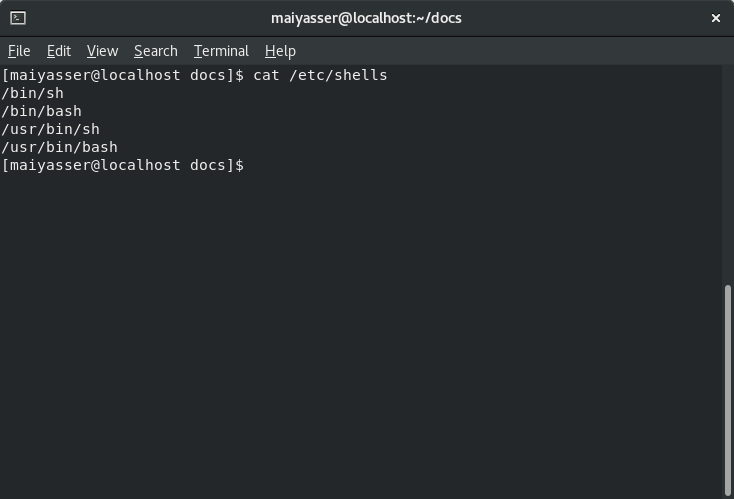 maiyasser@localhost:~/docs
File Edit View Search Terminal Help
[maiyasser@localhost docs]$ cat /etc/shells
/bin/sh
/bin/bash
/usr/bin/sh
/usr/bin/bash
[maiyasser@localhost docs]$